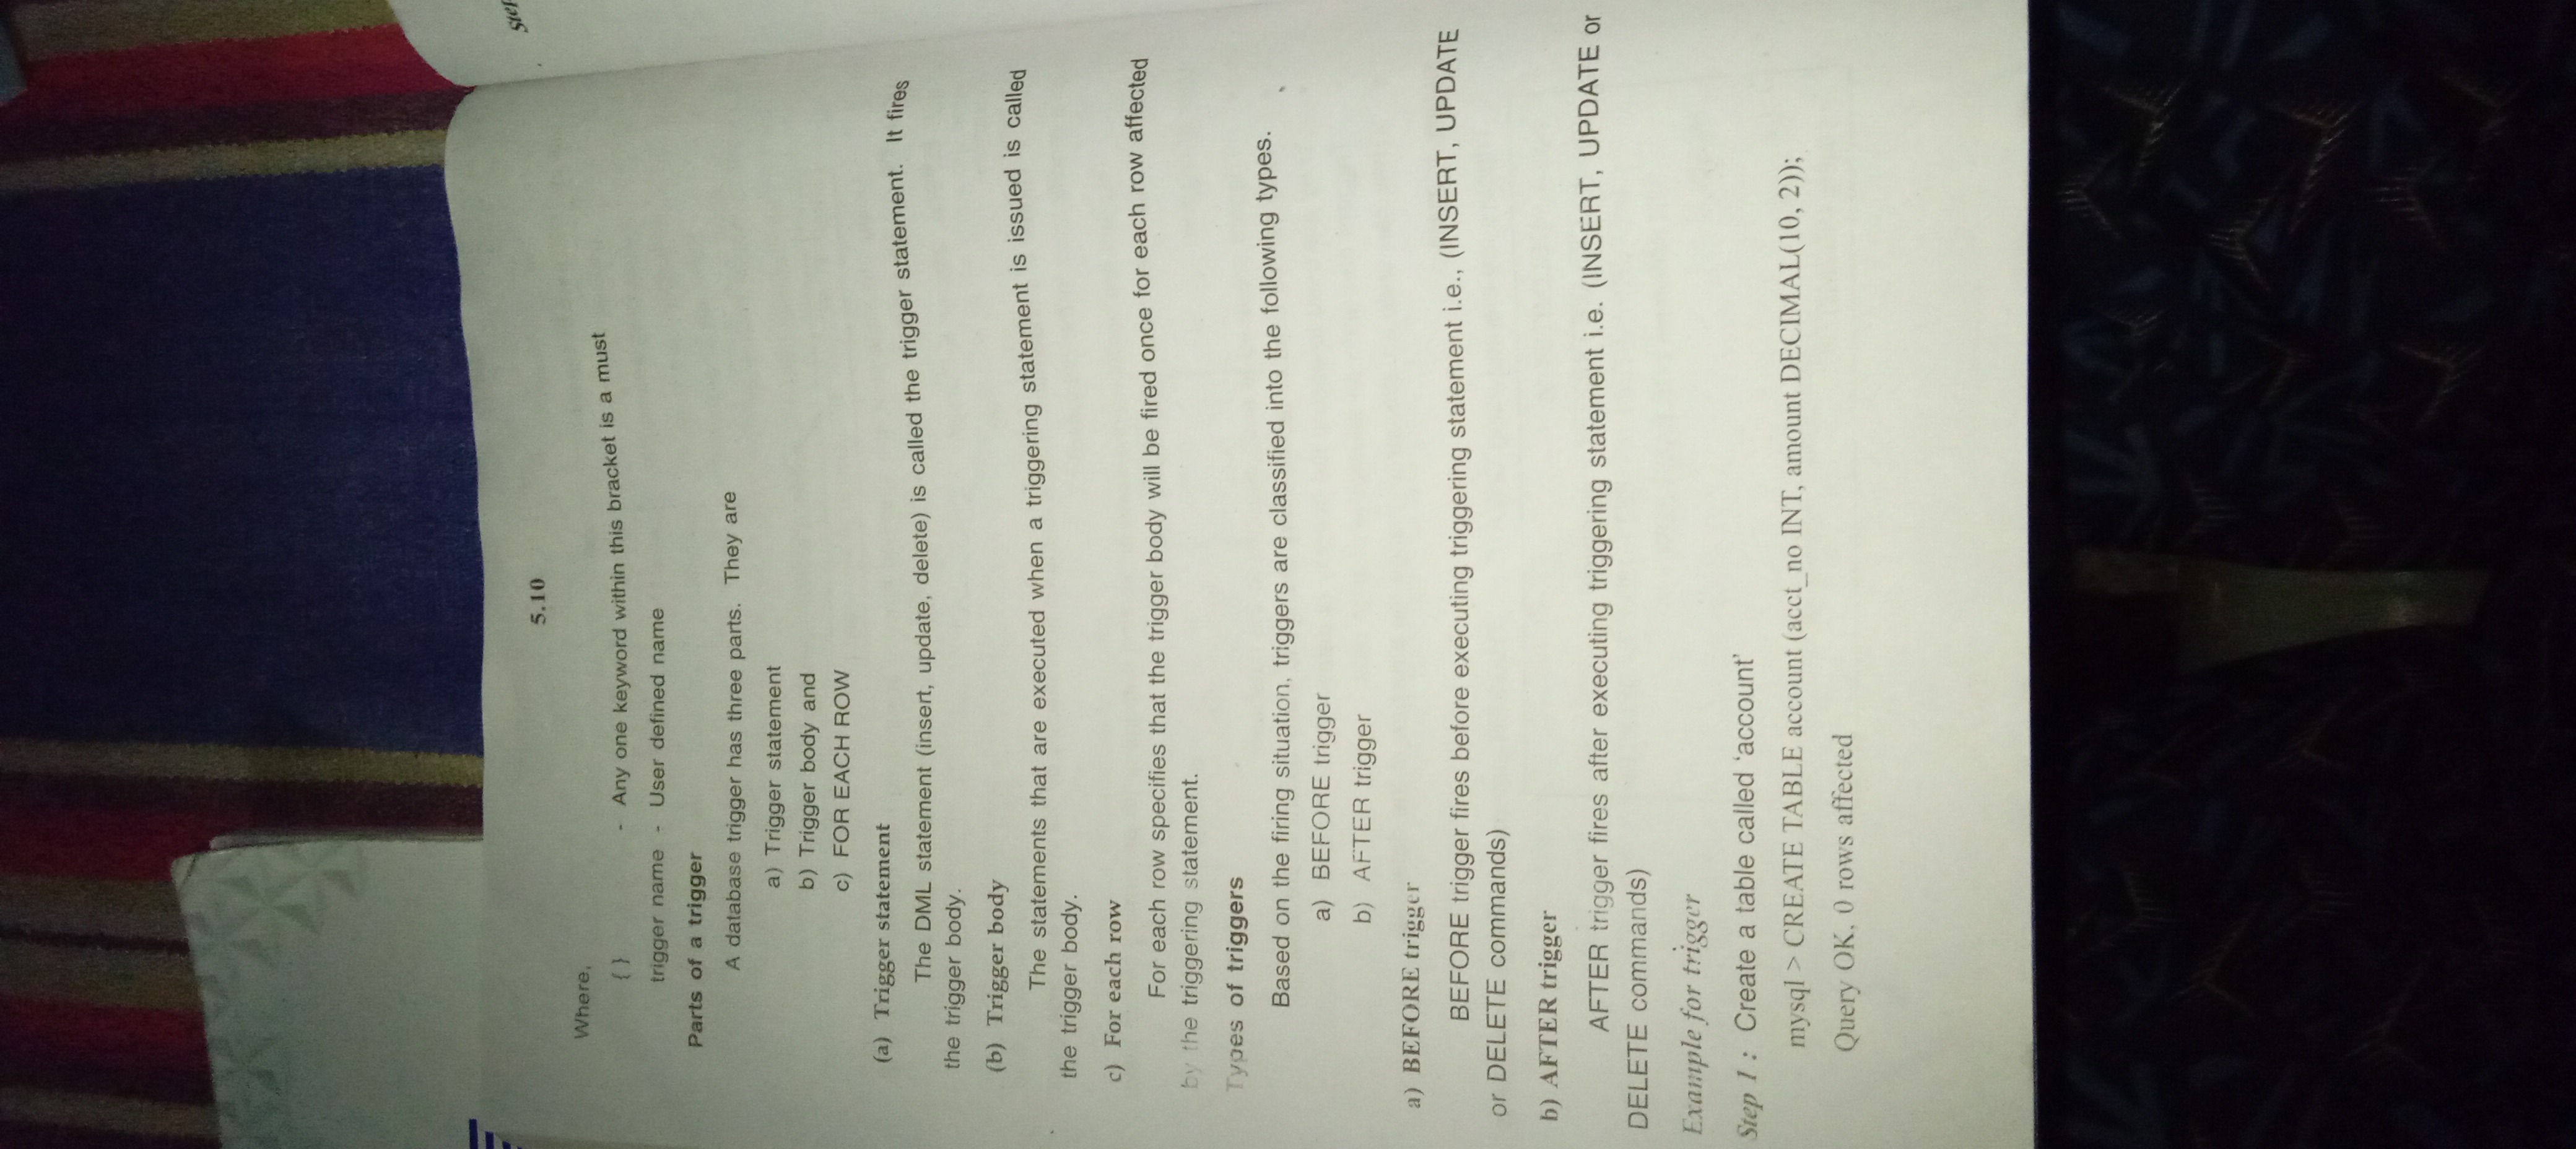 5.10
Where,
{ } - Any one keyword within this bracket is a must
trigger name - User defined name
Parts of a trigger
A database trigger has three parts. They are
a) Trigger statement
b) Trigger body and
c) FOR EACH ROW
(a) Trigger statement
The DML statement (insert, update, delete) is called the trigger statement. It fires
the trigger body.
(b) Trigger body
The statements that are executed when a triggering statement is issued is called
the trigger body.
c) For each row
For each row specifies that the trigger body will be fired once for each row affected
by the triggering statement.
Types of triggers
Based on the firing situation, triggers are classified into the following types.
a) BEFORE trigger
b) AFTER trigger
a) BEFORE trigger
BEFORE trigger fires before executing triggering statement i.e., (INSERT, UPDATE
or DELETE commands)
b) AFTER trigger
AFTER trigger fires after executing triggering statement i.e. (INSERT, UPDATE or
DELETE commands)
Example for trigger
Step 1 : Create a table called ‘account’
mysql > CREATE TABLE account (acct_no INT, amount DECIMAL(10, 2));
Query OK, 0 rows affected